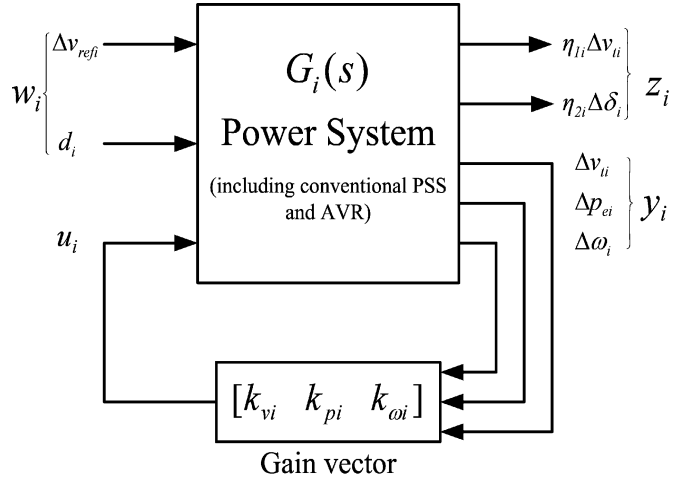 w_i
Δv_refi
d_i
u_i
G_i(s)
Power System
(including conventional PSS
and AVR)
η_1i Δv_ti
η_2i Δδ_i
z_i
Δv_ti
Δp_ei
Δω_i
y_i
[k_vi k_pi k_ωi]
Gain vector